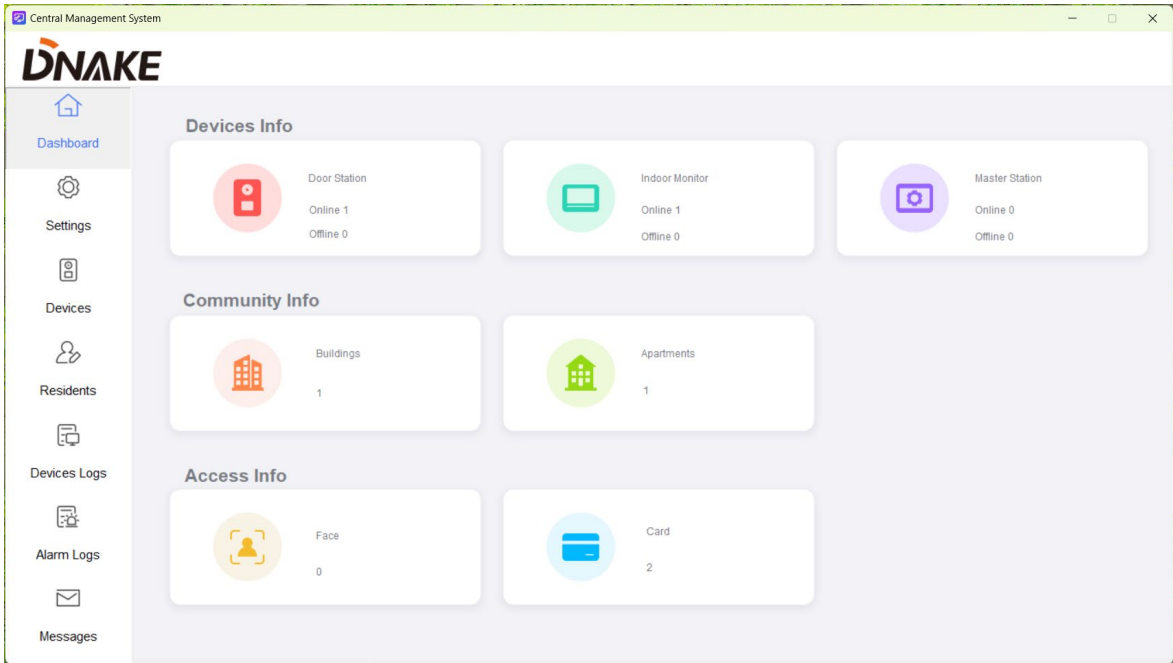 Central Management System
DNAKE
Dashboard
Settings
Devices
Residents
Devices Logs
Alarm Logs
Messages
Devices Info
Door Station
Online 1
Offline 0
Indoor Monitor
Online 1
Offline 0
Master Station
Online 0
Offline 0
Community Info
Buildings
1
Apartments
1
Access Info
Face
0
Card
2